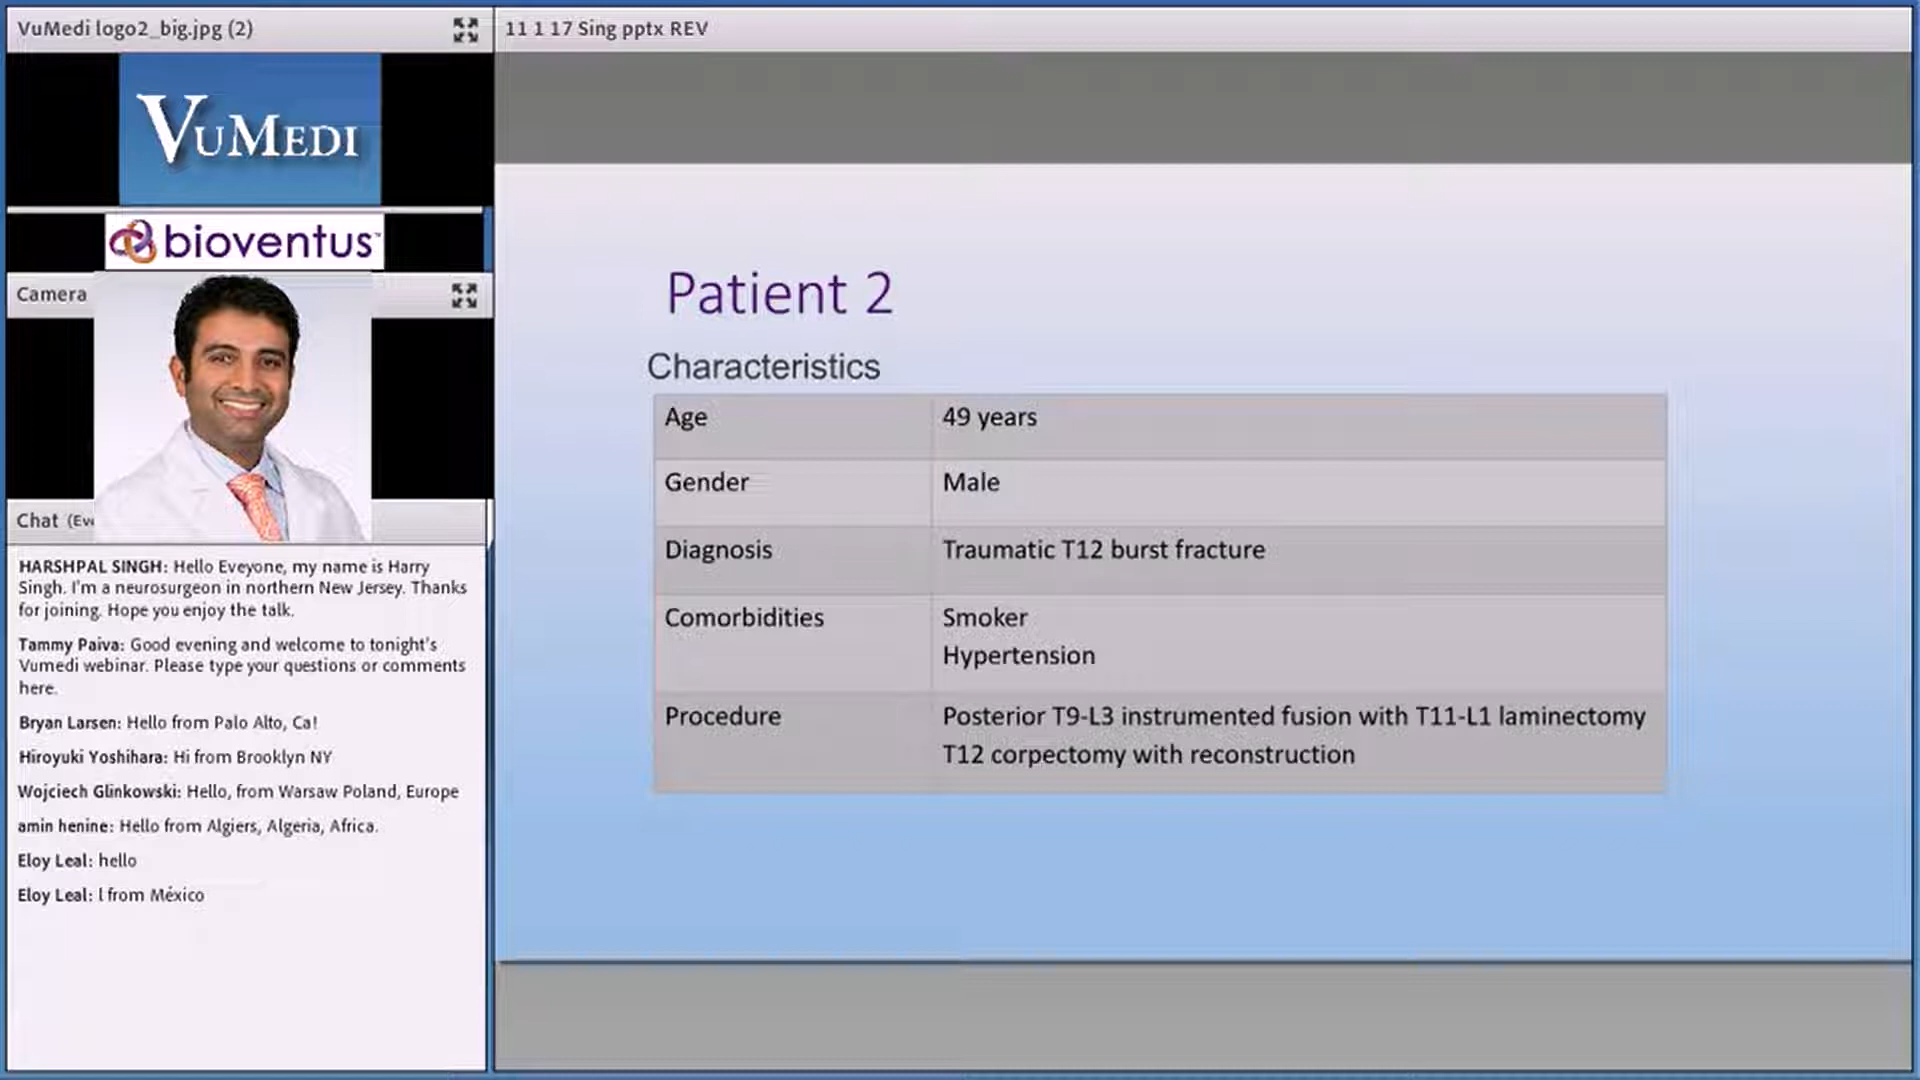 VuMedi logo2_big.jpg (2)
VUMEDI
bioventus™
Camera
Chat (Eve
HARSHPAL SINGH: Hello Eveyone, my name is Harry
Singh. I'm a neurosurgeon in northern New Jersey. Thanks
for joining. Hope you enjoy the talk.
Tammy Paiva: Good evening and welcome to tonight's
Vumedi webinar. Please type your questions or comments
here.
Bryan Larsen: Hello from Palo Alto, Ca!
Hiroyuki Yoshihara: Hi from Brooklyn NY
Wojciech Glinkowski: Hello, from Warsaw Poland, Europe
amin henine: Hello from Algiers, Algeria, Africa.
Eloy Leal: hello
Eloy Leal: l from México
11 1 17 Sing pptx REV
Patient 2
Characteristics
Age 49 years
Gender Male
Diagnosis Traumatic T12 burst fracture
Comorbidities Smoker
Hypertension
Procedure Posterior T9-L3 instrumented fusion with T11-L1 laminectomy
T12 corpectomy with reconstruction